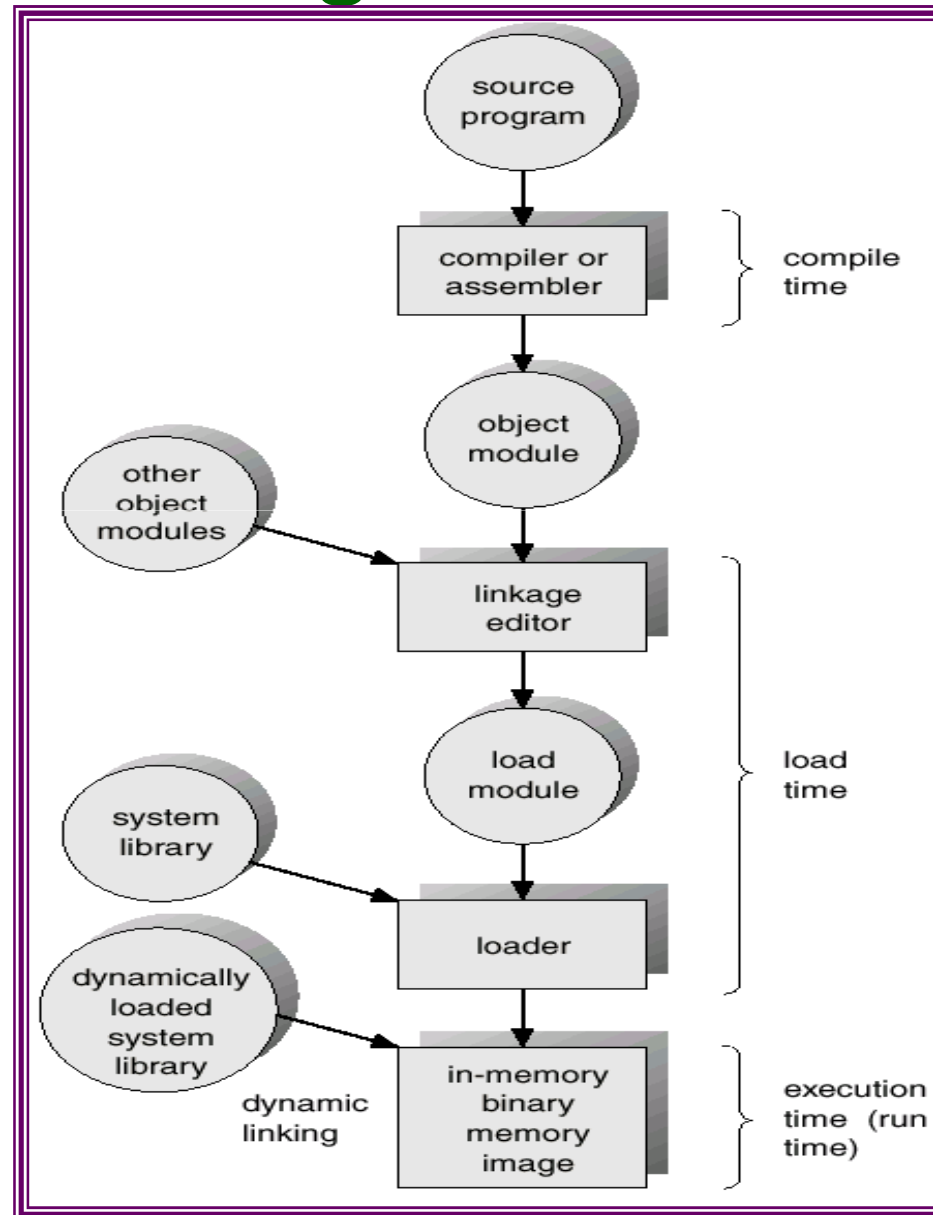 source
program
compiler or
assembler
compile
time
object
module
other
object
modules
linkage
editor
load
module
load
time
system
library
loader
dynamically
loaded
system
library
dynamic
linking
in-memory
binary
memory
image
execution
time (run
time)